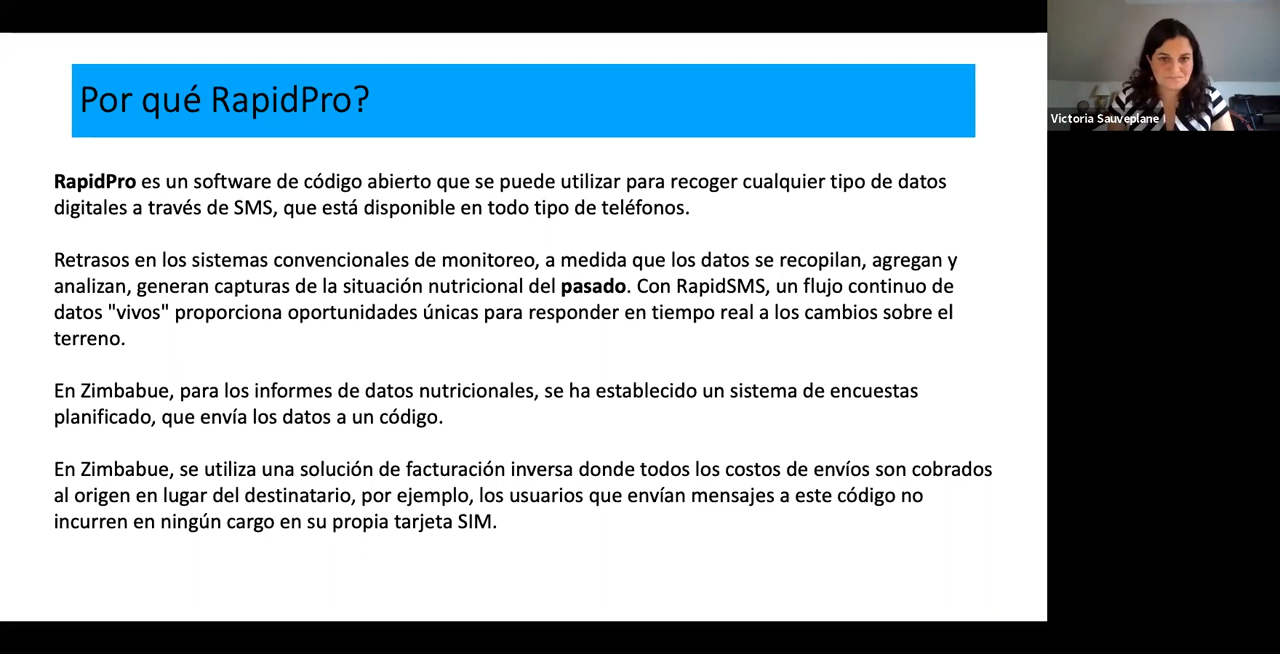 Por qué RapidPro?
RapidPro es un software de código abierto que se puede utilizar para recoger cualquier tipo de datos
digitales a través de SMS, que está disponible en todo tipo de teléfonos.
Retrasos en los sistemas convencionales de monitoreo, a medida que los datos se recopilan, agregan y
analizan, generan capturas de la situación nutricional del pasado. Con RapidSMS, un flujo continuo de
datos "vivos" proporciona oportunidades únicas para responder en tiempo real a los cambios sobre el
terreno.
En Zimbabue, para los informes de datos nutricionales, se ha establecido un sistema de encuestas
planificado, que envía los datos a un código.
En Zimbabue, se utiliza una solución de facturación inversa donde todos los costos de envíos son cobrados
al origen en lugar del destinatario, por ejemplo, los usuarios que envían mensajes a este código no
incurren en ningún cargo en su propia tarjeta SIM.
Victoria Sauveplane